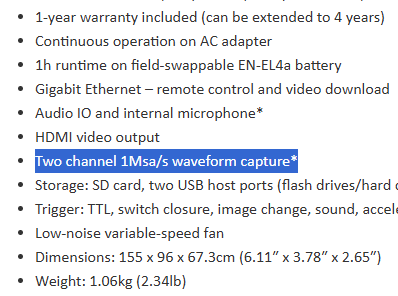 1-year warranty included (can be extended to 4 years)
Continuous operation on AC adapter
1h runtime on field-swappable EN-EL4a battery
Gigabit Ethernet – remote control and video download
Audio IO and internal microphone*
HDMI video output
Two channel 1Msa/s waveform capture*
Storage: SD card, two USB host ports (flash drives/hard
Trigger: TTL, switch closure, image change, sound,
Low-noise variable-speed fan
Dimensions: 155 x 96 x 67.3cm (6.11″ x 3.78″ x 2.65″)
Weight: 1.06kg (2.34lb)